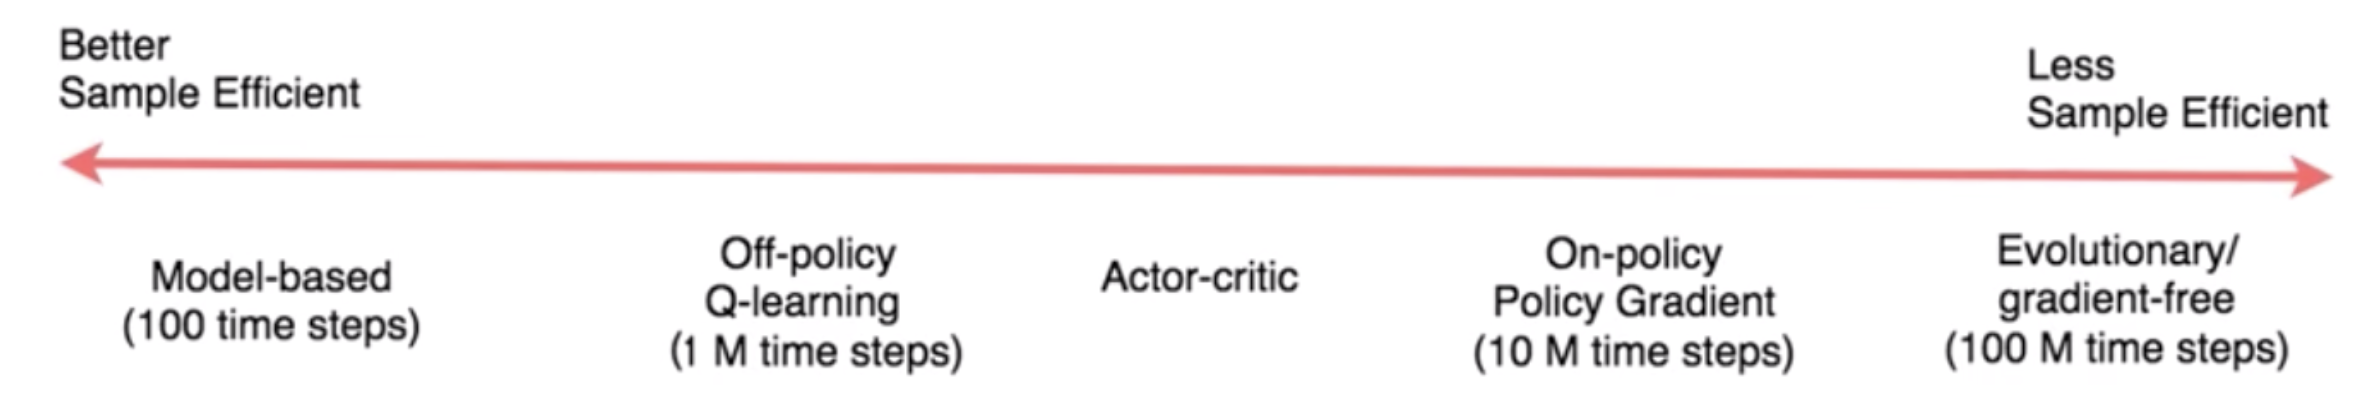 Better
Sample Efficient
Less
Sample Efficient
Model-based
(100 time steps)
Off-policy
Q-learning
(1 M time steps)
Actor-critic
On-policy
Policy Gradient
(10 M time steps)
Evolutionary/
gradient-free
(100 M time steps)